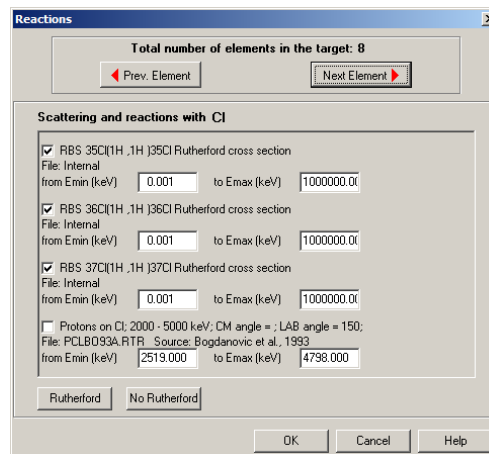 Reactions
Total number of elements in the target: 8
Prev. Element
Next Element
Scattering and reactions with Cl
RBS 35Cl(1H ,1H )35Cl Rutherford cross section
File: Internal
from Emin (keV) 0.001 to Emax (keV) 1000000.0(
RBS 36Cl(1H ,1H )36Cl Rutherford cross section
File: Internal
from Emin (keV) 0.001 to Emax (keV) 1000000.0(
RBS 37Cl(1H ,1H )37Cl Rutherford cross section
File: Internal
from Emin (keV) 0.001 to Emax (keV) 1000000.0(
Protons on Cl; 2000 - 5000 keV; CM angle = ; LAB angle = 150;
File: PCLBO93A.RTR Source: Bogdanovic et al., 1993
from Emin (keV) 2519.000 to Emax (keV) 4798.000
Rutherford No Rutherford
OK Cancel Help